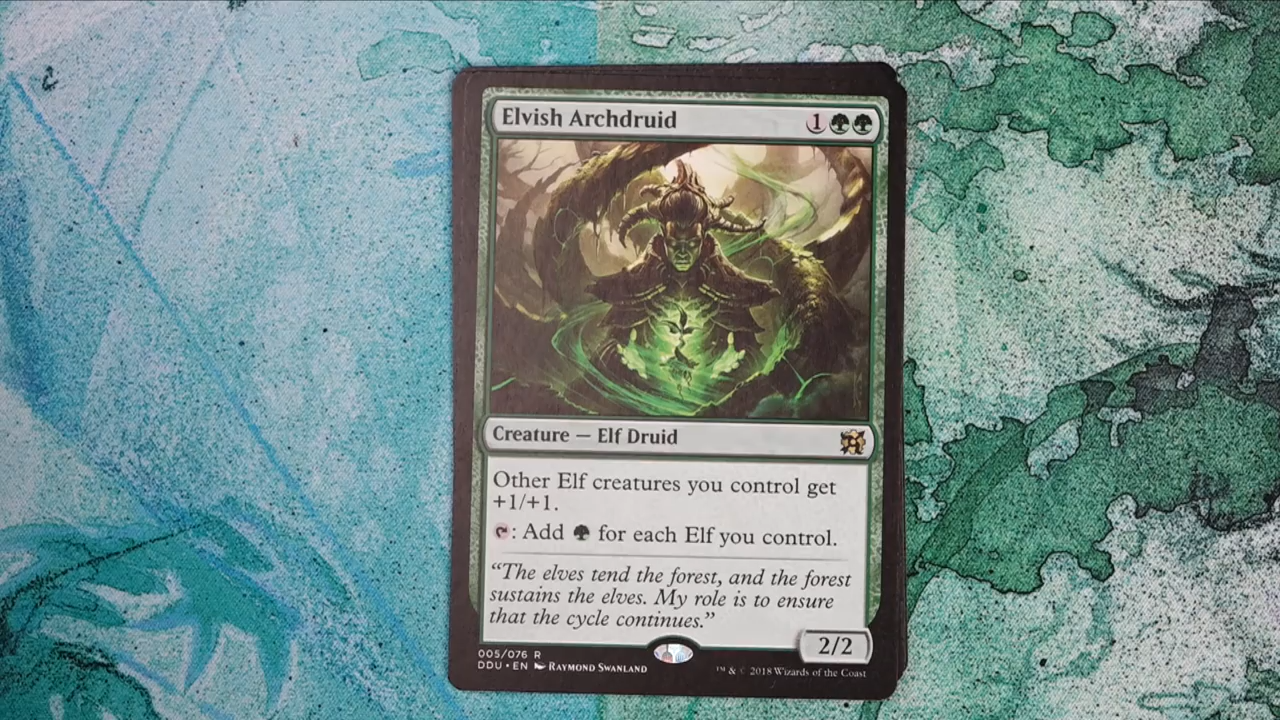 Elvish Archdruid 1
Creature — Elf Druid
Other Elf creatures you control get
+1/+1.
: Add for each Elf you control.
“The elves tend the forest, and the forest
sustains the elves. My role is to ensure
that the cycle continues.”
2/2
005/076 R
DDU • EN Raymond Swanland
™ & © 2018 Wizards of the Coast